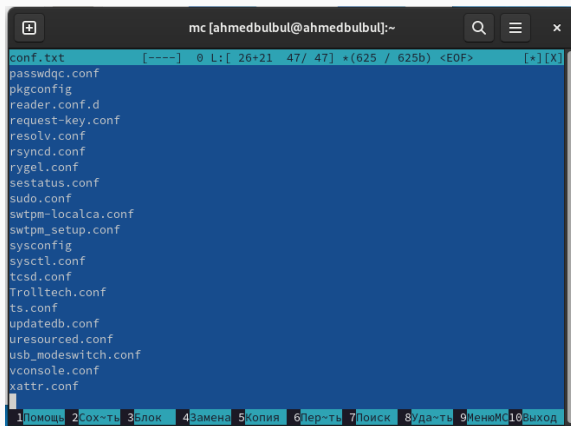 mc [ahmedbulbul@ahmedbulbul]:~
conf.txt [----] 0 L:[ 26+21 47/ 47] *(625 / 625b) <EOF> [*][X]
passwdqc.conf
pkgconfig
reader.conf.d
request-key.conf
resolv.conf
rsyncd.conf
rygel.conf
sestatus.conf
sudo.conf
swtpm-localca.conf
swtpm_setup.conf
sysconfig
sysctl.conf
tcsd.conf
Trolltech.conf
ts.conf
updatedb.conf
uresourced.conf
usb_modeswitch.conf
vconsole.conf
xattr.conf
1Помощь 2Сох~ть 3Блок 4Замена 5Копия 6Пер~ть 7Поиск 8Уда~ть 9МенюMC 10Выход